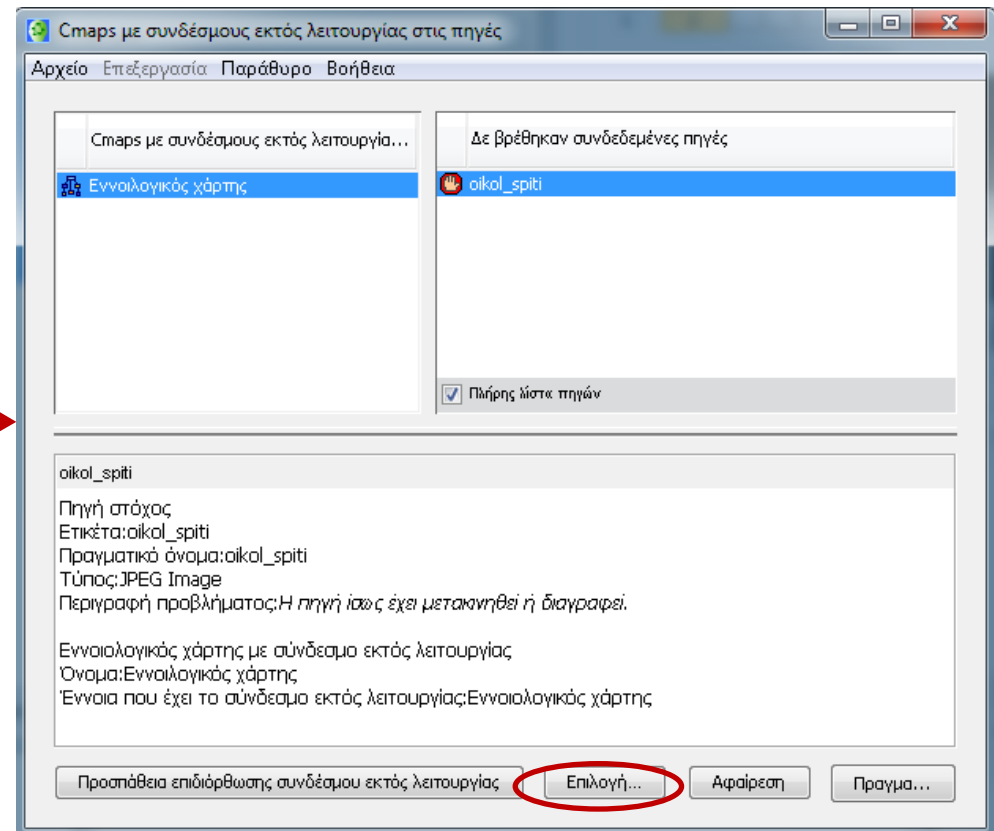 Cmaps με συνδέσμους εκτός λειτουργίας στις πηγές
Αρχείο Επεξεργασία Παράθυρο Βοήθεια
Cmaps με συνδέσμους εκτός λειτουργία...
Δε βρέθηκαν συνδεδεμένες πηγές
Εννοιλογικός χάρτης
oikol_spiti
Πλήρης λίστα πηγών
oikol_spiti
Πηγή στόχος
Ετικέτα:oikol_spiti
Πραγματικό όνομα:oikol_spiti
Τύπος:JPEG Image
Περιγραφή προβλήματος:Η πηγή ίσως έχει μετακινηθεί ή διαγραφεί.
Εννοιολογικός χάρτης με σύνδεσμο εκτός λειτουργίας
Όνομα:Εννοιλογικός χάρτης
Έννοια που έχει το σύνδεσμο εκτός λειτουργίας:Εννοιολογικός χάρτης
Προσπάθεια επιδιόρθωσης συνδέσμου εκτός λειτουργίας
Επιλογή...
Αφαίρεση
Πραγμα...